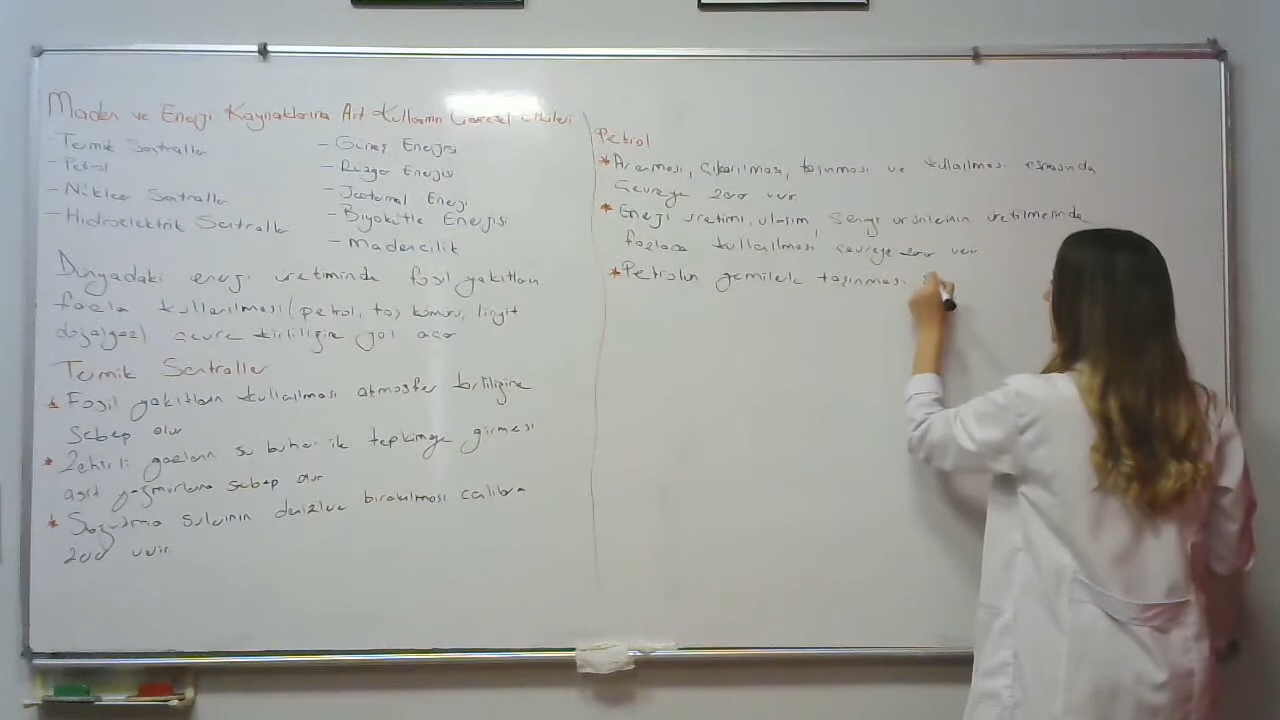 Maden ve Enerji Kaynaklarına Ait Kullanımın Çevresel Etkileri
Termik Santraller
- Petrol
- Nükleer Santraller
- Hidroelektrik Santraller
- Güneş Enerjisi
- Rüzgar Enerjisi
- Jeotermal Enerji
- Biyokütle Enerjisi
- Madencilik
Dünyadaki enerji üretiminde fosil yakıtların
fazla kullanılması (petrol, taş kömürü, linyit
doğalgaz) çevre kirliliğine yol açar
Termik Santraller
* Fosil yakıtların kullanılması atmosfer kirliliğine
sebep olur
* Zehirli gazların su buharı ile tepkimeye girmesi
asit yağmurlarına sebep olur
* Soğutma sularının denizlere bırakılması canlılara
zarar verir
Petrol
* Aranması, çıkarılması, taşınması ve kullanılması esnasında
çevreye zarar verir
* Enerji üretimi, ulaşım, sanayi ürünlerinin üretilmesinde
fazlaca kullanılması çevreye zarar verir
* Petrolün gemilerle taşınması